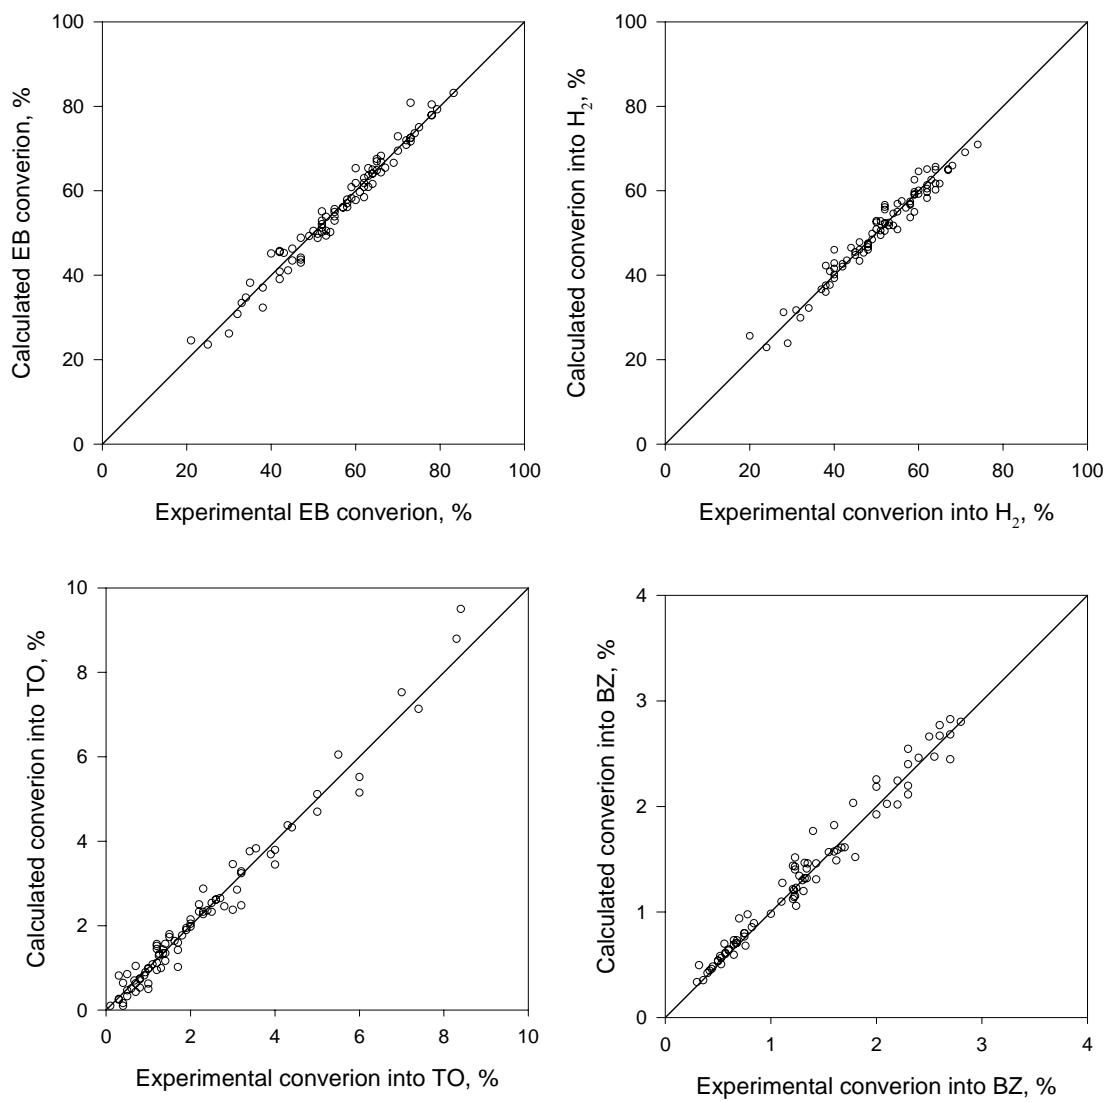 Calculated EB converion, %
100
80
60
40
20
0
0 20 40 60 80 100
Experimental EB converion, %
Calculated converion into H2, %
100
80
60
40
20
0
0 20 40 60 80 100
Experimental converion into H2, %
Calculated converion into TO, %
10
8
6
4
2
0
0 2 4 6 8 10
Experimental converion into TO, %
Calculated converion into BZ, %
4
3
2
1
0
0 1 2 3 4
Experimental converion into BZ, %